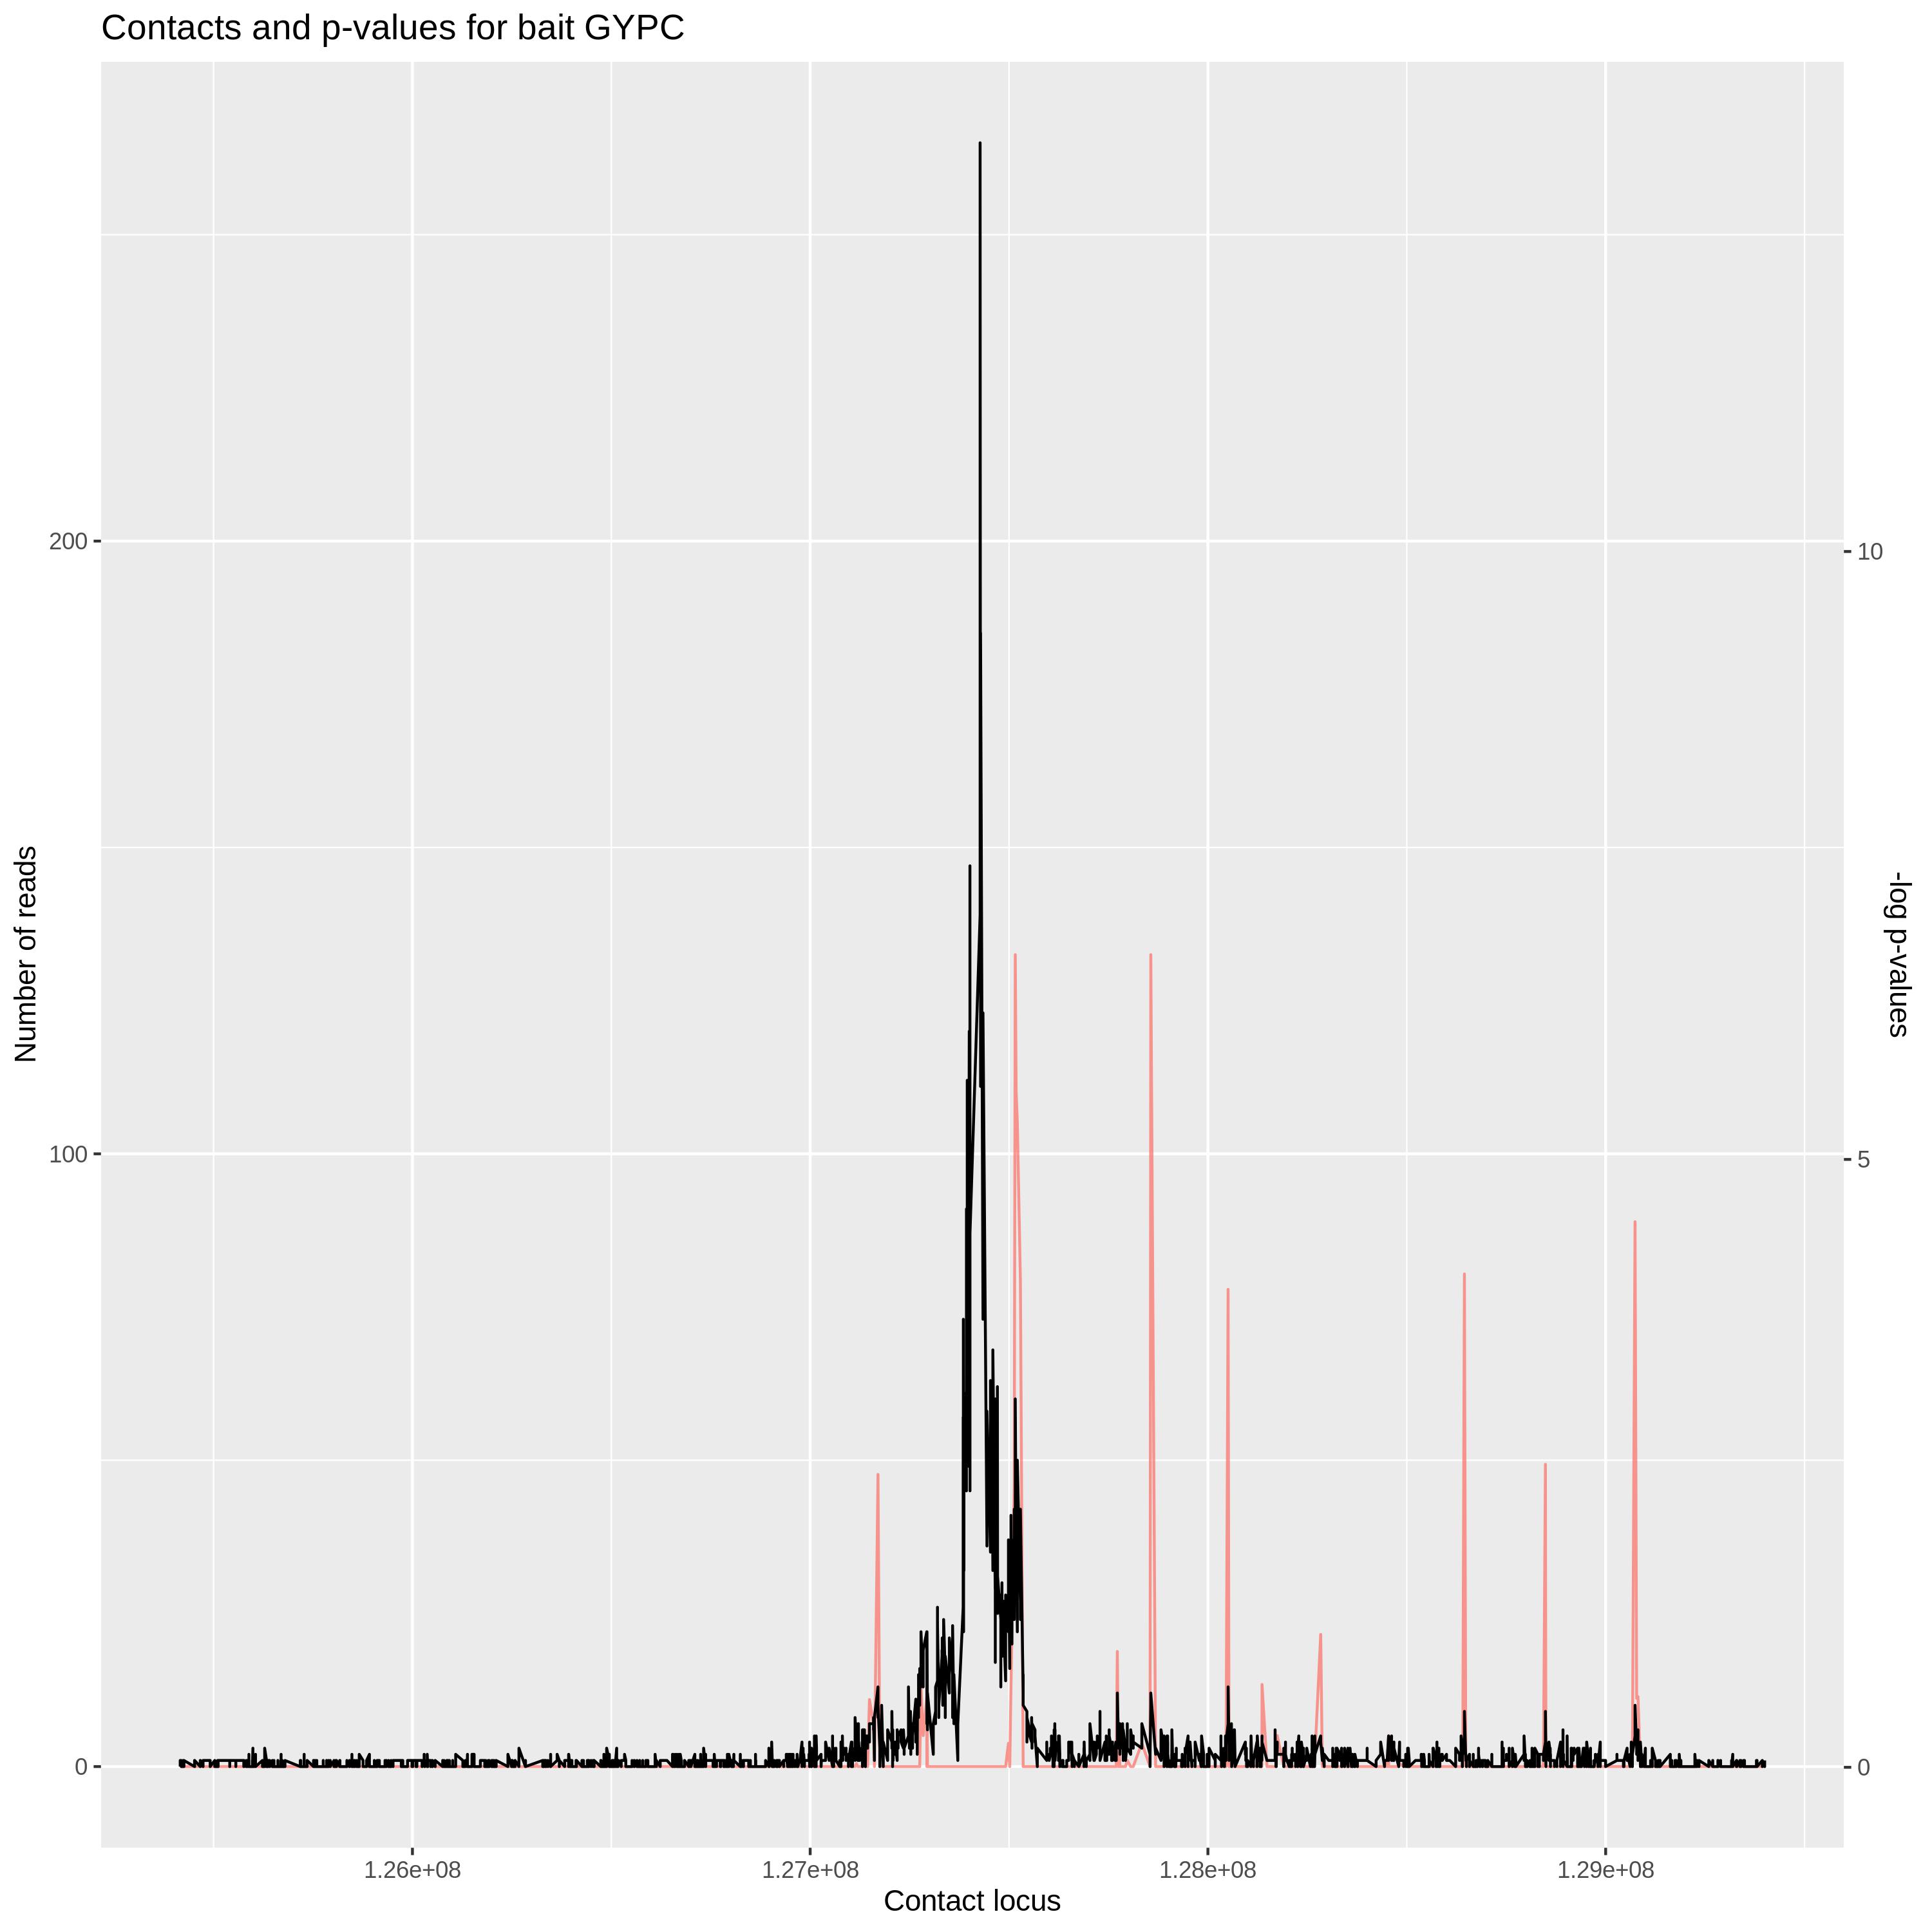 Contacts and p-values for bait GYPC
Number of reads
200
100
0
10
5
0
-log p-values
1.26e+08
1.27e+08
1.28e+08
1.29e+08
Contact locus